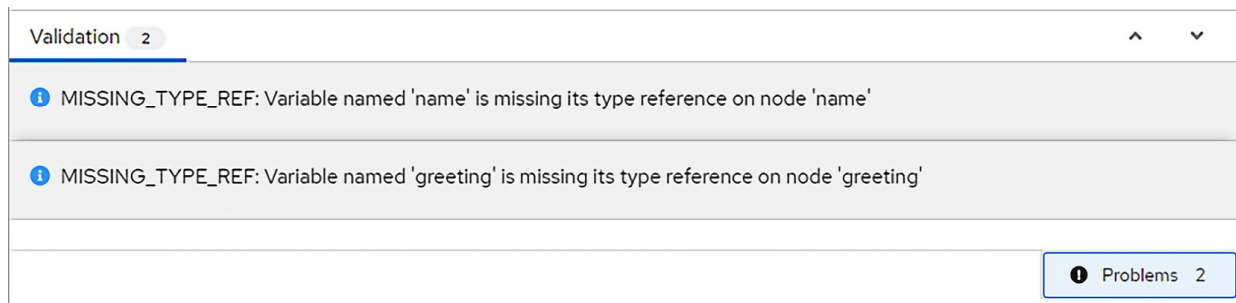 Validation 2
MISSING_TYPE_REF: Variable named 'name' is missing its type reference on node 'name'
MISSING_TYPE_REF: Variable named 'greeting' is missing its type reference on node 'greeting'
Problems 2